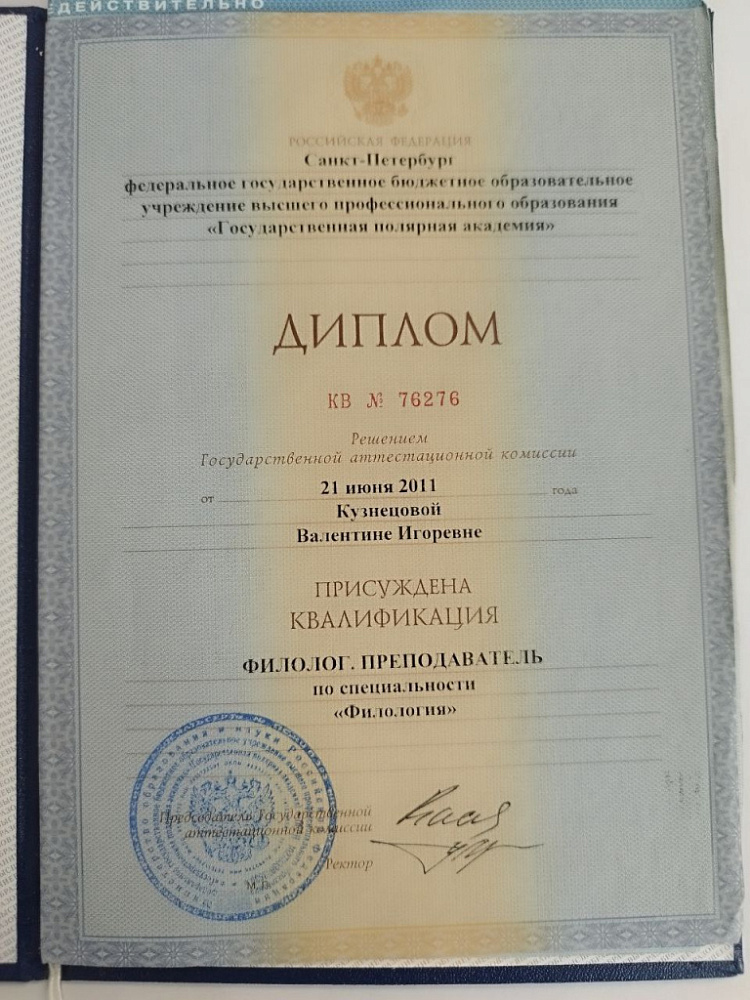 ДЕЙСТВИТЕЛЬНО
РОССИЙСКАЯ ФЕДЕРАЦИЯ
Санкт-Петербург
федеральное государственное бюджетное образовательное
учреждение высшего профессионального образования
«Государственная полярная академия»
ДИПЛОМ
КВ № 76276
Решением
Государственной аттестационной комиссии
от 21 июня 2011 года
Кузнецовой
Валентине Игоревне
ПРИСУЖДЕНА
КВАЛИФИКАЦИЯ
ФИЛОЛОГ. ПРЕПОДАВАТЕЛЬ
по специальности
«Филология»
Председатель Государственной
аттестационной комиссии
Ректор
М.П.